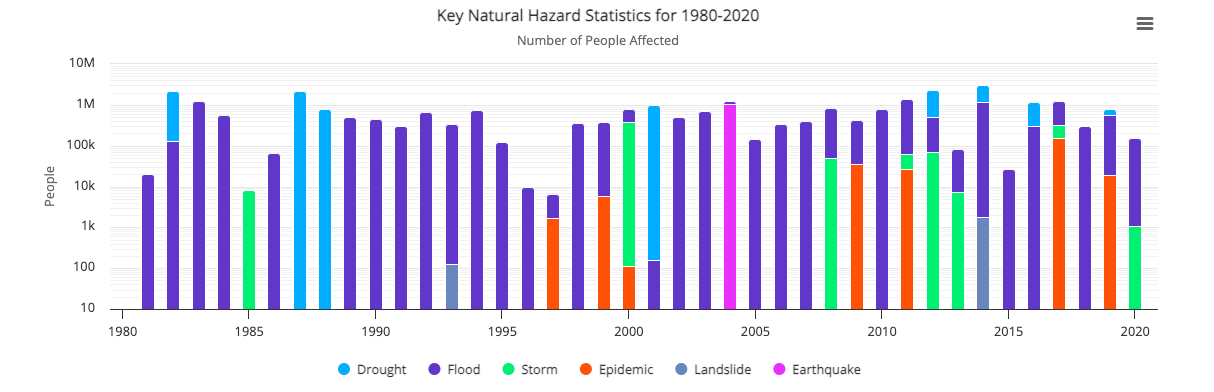 Key Natural Hazard Statistics for 1980-2020
Number of People Affected
10M
1M
100k
10k
1k
100
10
People
1980 1985 1990 1995 2000 2005 2010 2015 2020
Drought Flood Storm Epidemic Landslide Earthquake